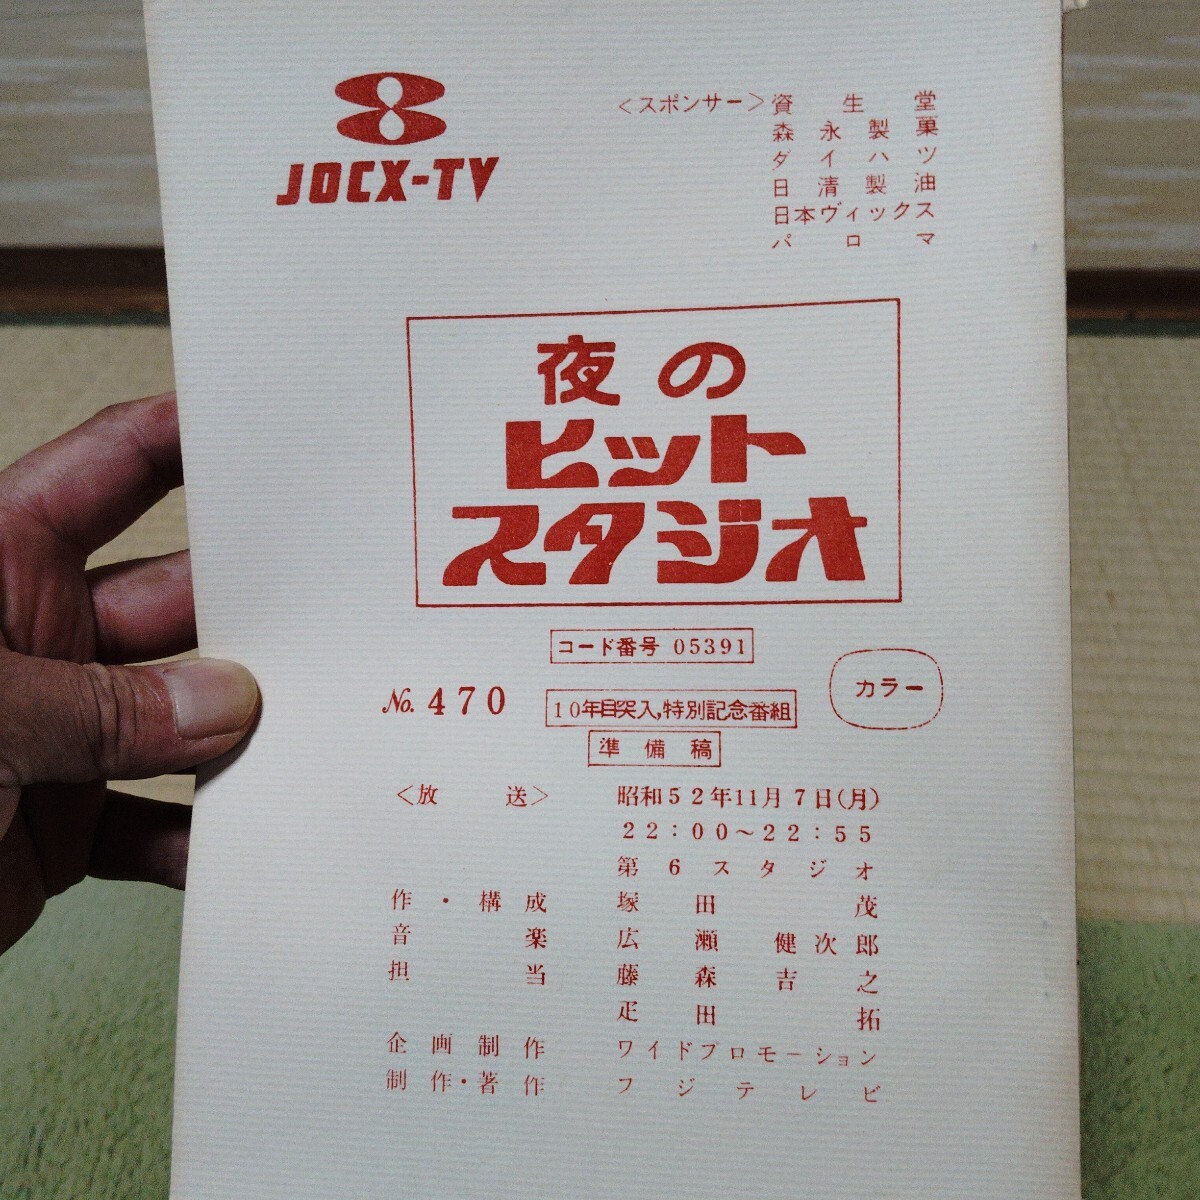 8
JOCX-TV
<スポンサー> 資生堂
森永製菓
ダイハツ
日清製油
日本ヴィックス
パロマ
夜の
ヒット
スタジオ
コード番号 05391
カラー
No. 470
10年目突入,特別記念番組
準備稿
<放送> 昭和52年11月7日(月)
22:00~22:55
第6スタジオ
作・構成 塚田茂
音楽 広瀬健次郎
担当 藤森吉之
疋田拓
企画制作 ワイドプロモーション
制作・著作 フジテレビ